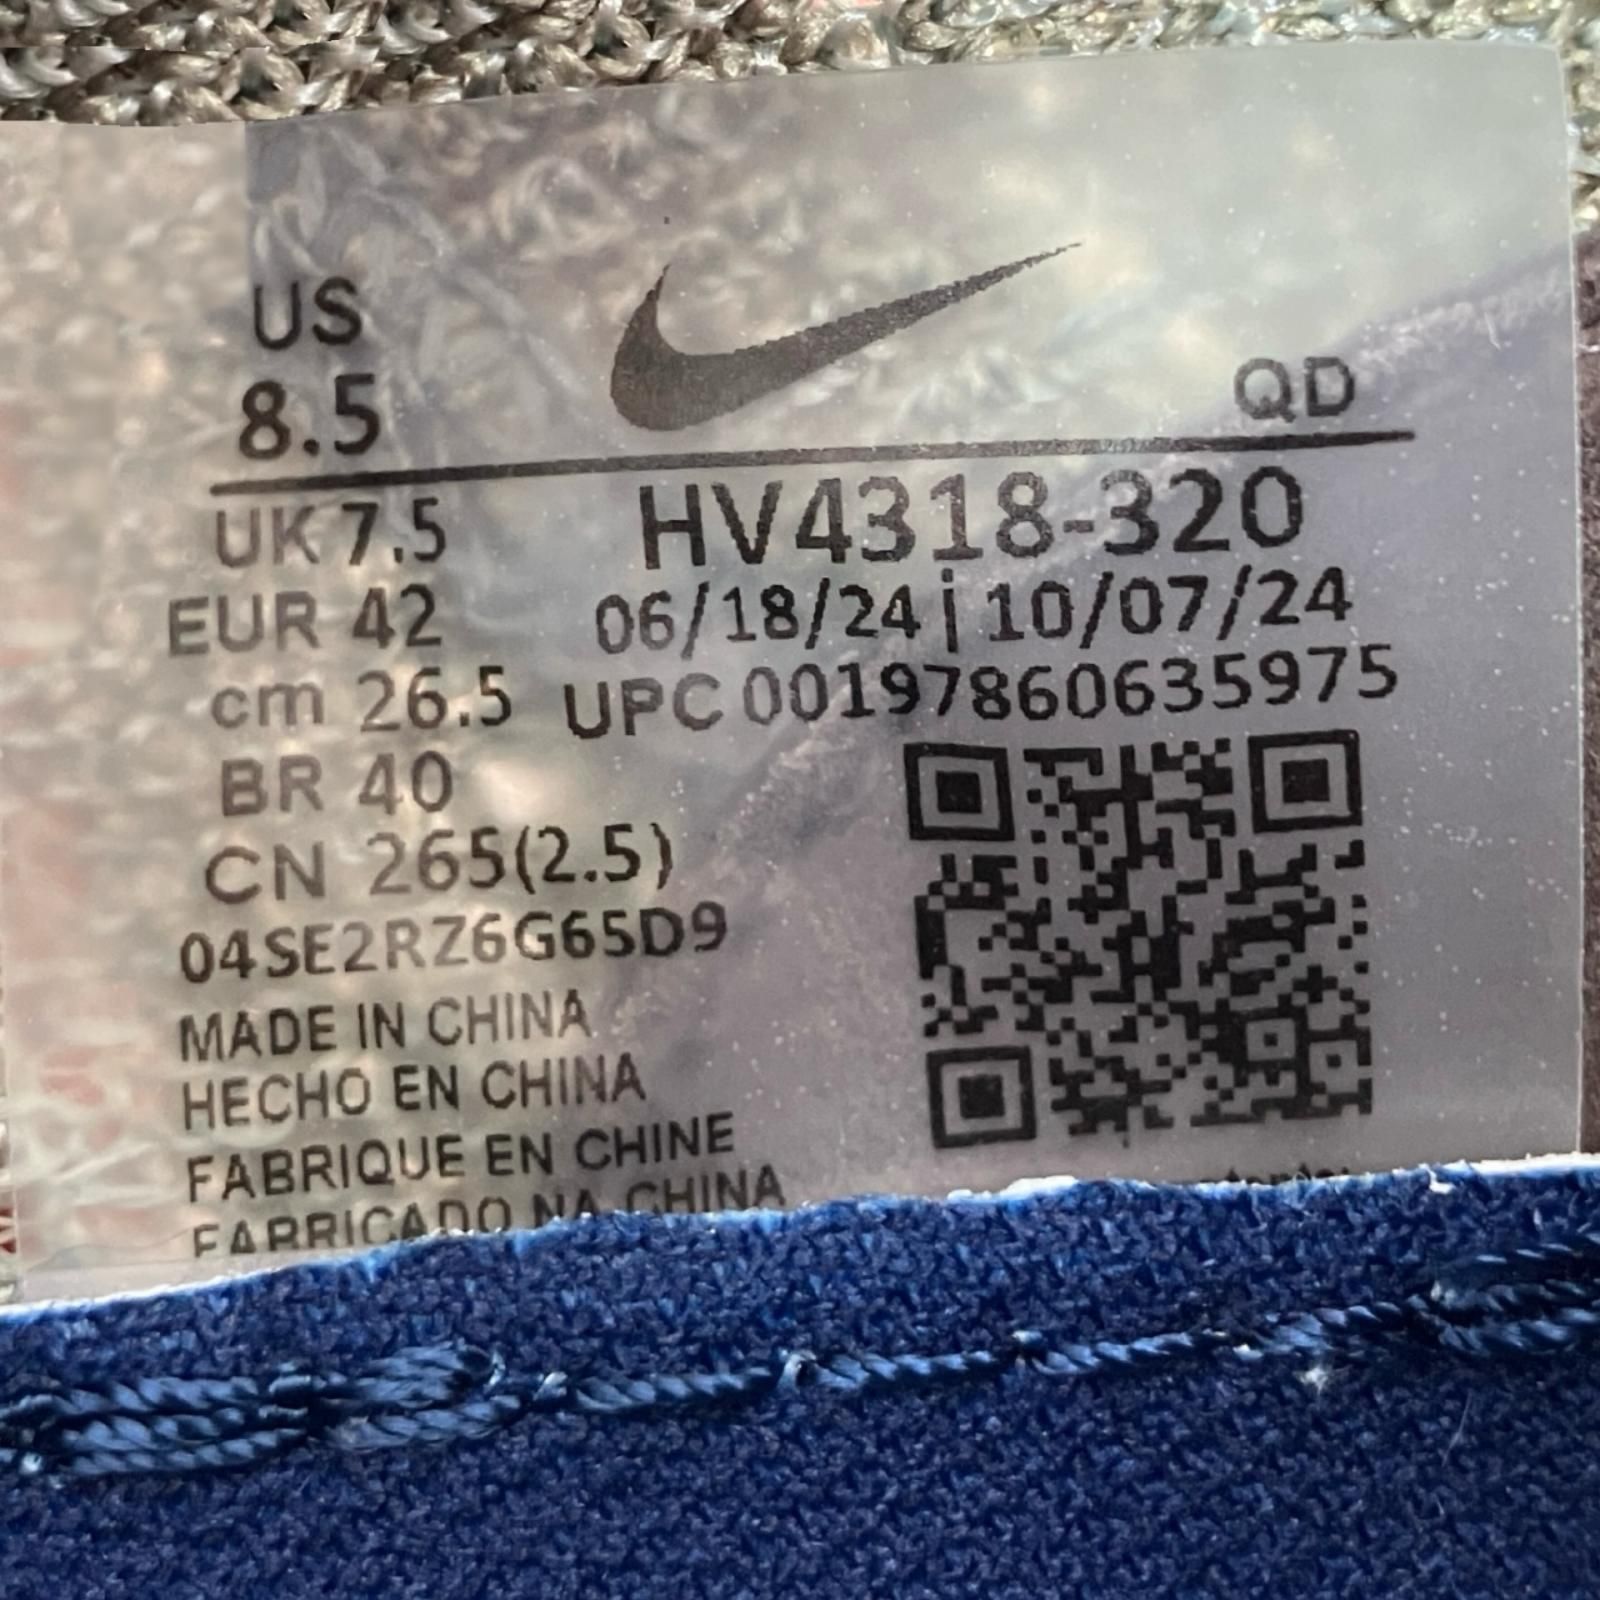 US
8.5
QD
UK 7.5
HV4318-320
EUR 42
06/18/24 | 10/07/24
cm 26.5
UPC 00197860635975
BR 40
CN 265(2.5)
04SE2RZ6G65D9
MADE IN CHINA
HECHO EN CHINA
FABRIQUE EN CHINE
FABRICADO NA CHINA